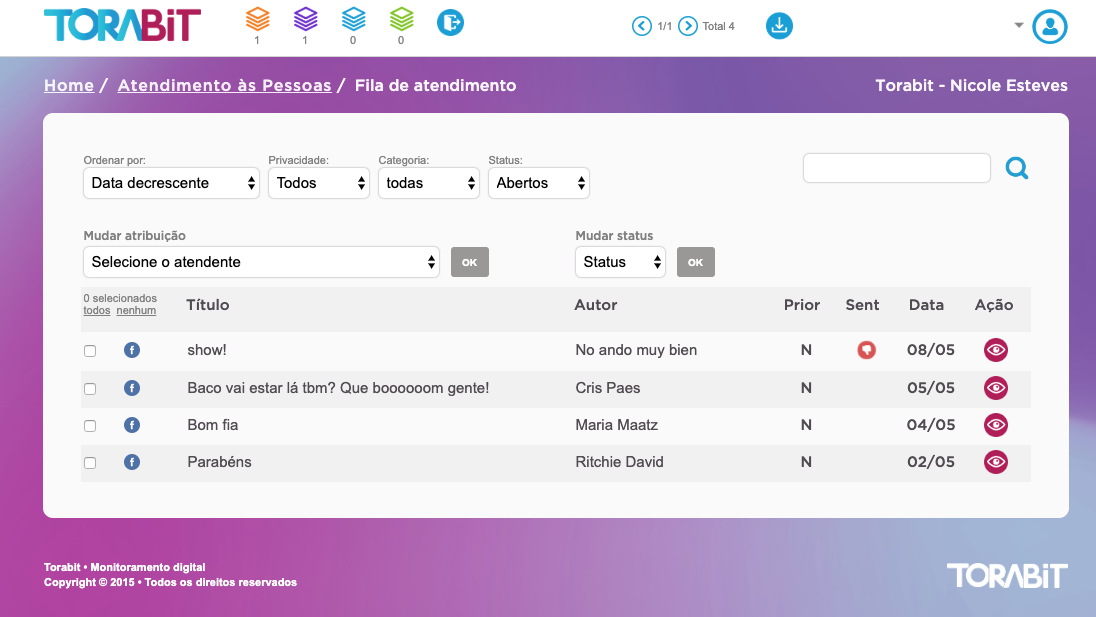 TORABiT
1
1
0
0
1/1
Total 4
Home / Atendimento às Pessoas / Fila de atendimento
Torabit - Nicole Esteves
Ordenar por: Privacidade: Categoria: Status:
Data decrescente Todos todas Abertos
Mudar atribuição Mudar status
Selecione o atendente OK Status OK
0 selecionados
todos nenhum
Título Autor Prior Sent Data Ação
show! No ando muy bien N 08/05
Baco vai estar lá tbm? Que boooooom gente! Cris Paes N 05/05
Bom fia Maria Maatz N 04/05
Parabéns Ritchie David N 02/05
Torabit • Monitoramento digital
Copyright © 2015 • Todos os direitos reservados
TORABiT